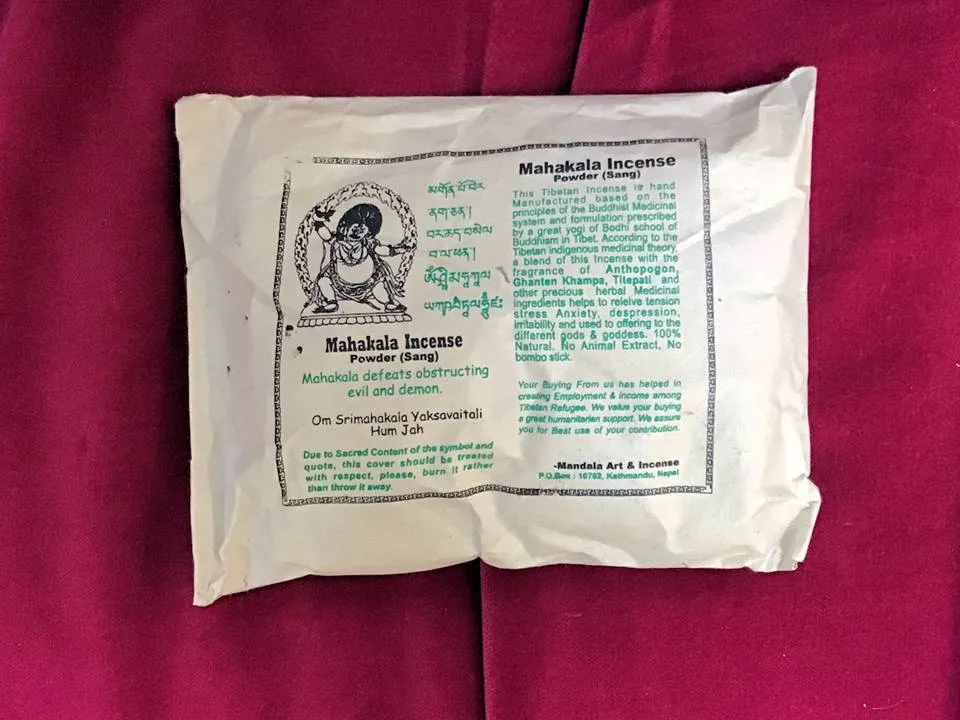 མགོན་པོ་བེར
ནག་ཅན།
བར་ཆད་བསེལ
བ་ལ་ཕན།
Mahakala Incense
Powder (Sang)
Mahakala defeats obstructing
evil and demon.
Om Srimahakala Yaksavaitali
Hum Jah
Due to Sacred Content of the symbol and
quote, this cover should be treated
with respect, please, burn it rather
than throw it away.
Mahakala Incense
Powder (Sang)
This Tibetan Incense is hand
Manufactured based on the
principles of the Buddhist Medicinal
system and formulation prescribed
by a great yogi of Bodhi school of
Buddhism in Tibet. According to the
Tibetan indigenous medicinal theory,
a blend of this Incense with the
fragrance of Anthopogon,
Ghanten Khampa, Titepati and
other precious herbal Medicinal
ingredients helps to releive tension
stress Anxiety, despression,
irritability and used to offering to the
different gods & goddess. 100%
Natural. No Animal Extract, No
bombo stick.
Your Buying From us has helped in
creating Employment & income among
Tibetan Refugee. We value your buying
a great humanitarian support. We assure
you for Best use of your contribution.
-Mandala Art & Incense
P.O.Box : 10782, Kathmandu, Nepal